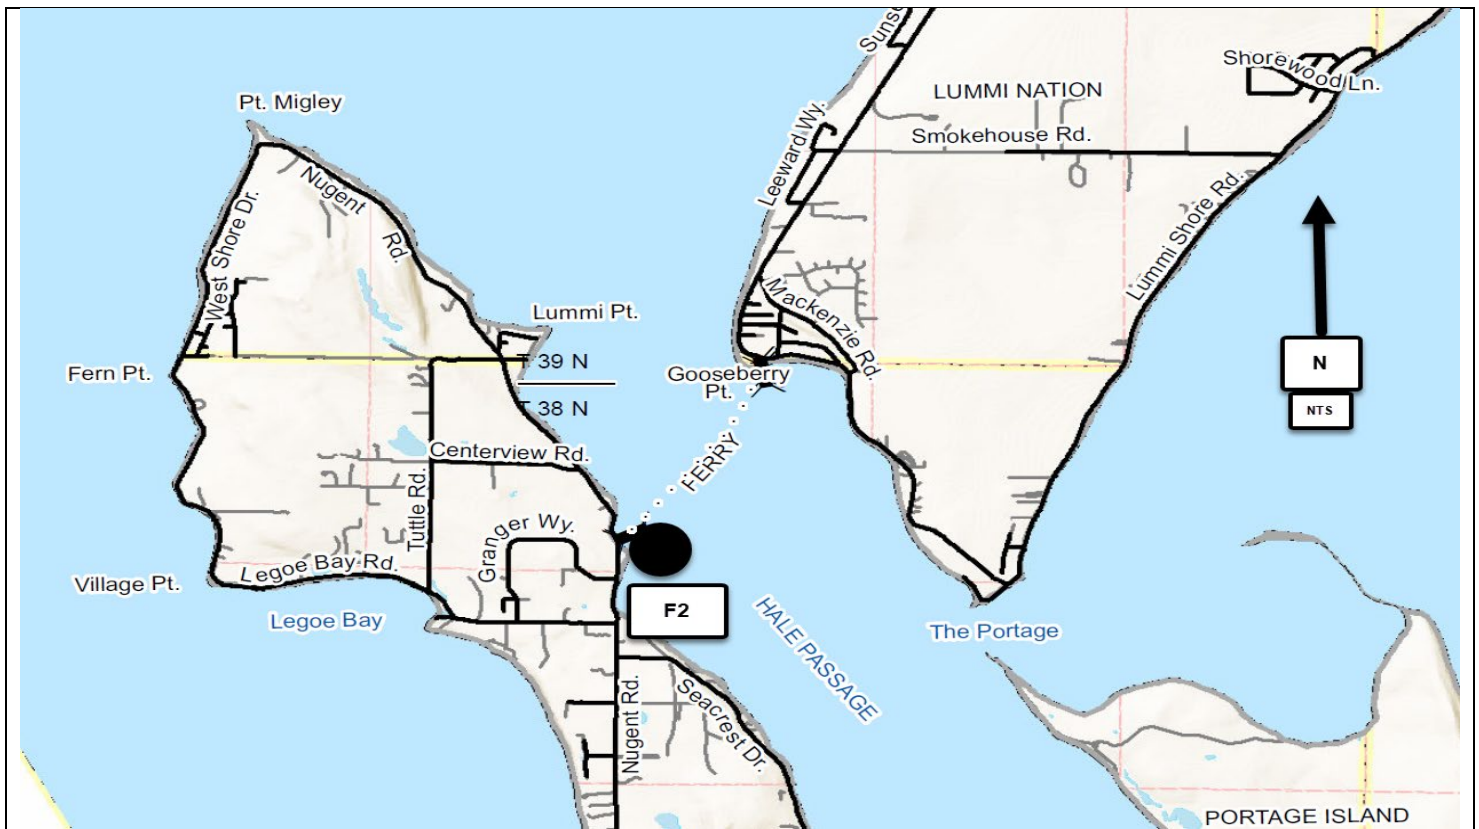 Sunse
Shorewood Ln.
LUMMI NATION
Pt. Migley
Leeward Wy.
Smokehouse Rd.
Nugent
Rd.
West Shore Dr.
Lummi Shore Rd.
Mackenzie Rd.
Lummi Pt.
T 39 N
Fern Pt.
Gooseberry
Pt.
N
NTS
T 38 N
FERRY
Centerview Rd.
Tuttle Rd.
Granger Wy.
Legoe Bay Rd.
Village Pt.
F2
Legoe Bay
HALE PASSAGE
The Portage
Nugent Rd.
Seacrest Dr.
PORTAGE ISLAND